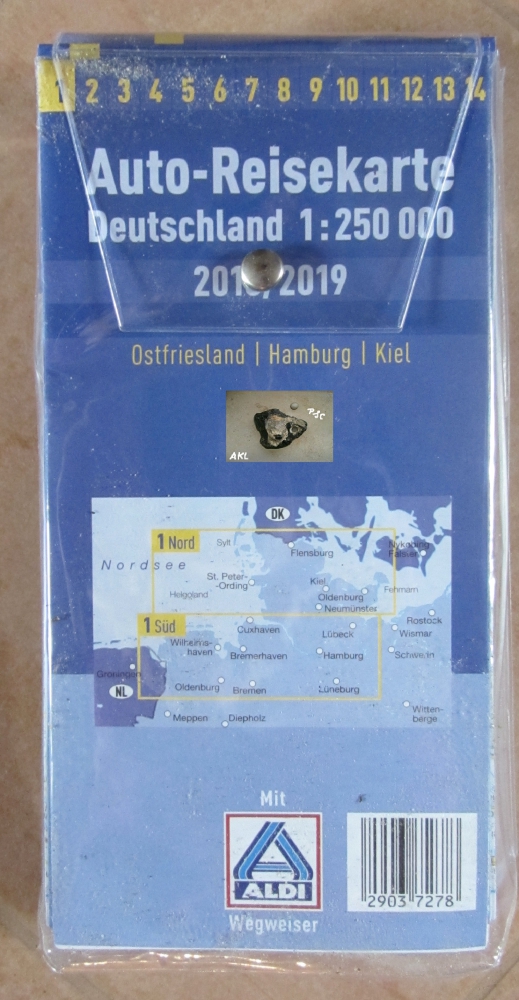 1 2 3 4 5 6 7 8 9 10 11 12 13 14
Auto-Reisekarte
Deutschland 1:250 000
2018/2019
Ostfriesland | Hamburg | Kiel
AKL
DK
1 Nord
Sylt
Flensburg
Nykøbing
Falster
Nordsee
St. Peter-
-Ording
Kiel
Helgoland
Oldenburg
Fehmarn
Neumünster
Rostock
1 Süd
Cuxhaven
Lübeck
Wismar
Wilhelms-
haven
Bremerhaven
Hamburg
Schwerin
Groningen
NL
Oldenburg
Bremen
Lüneburg
Meppen
Diepholz
Witten-
berge
Mit
ALDI
Wegweiser
2903 7278